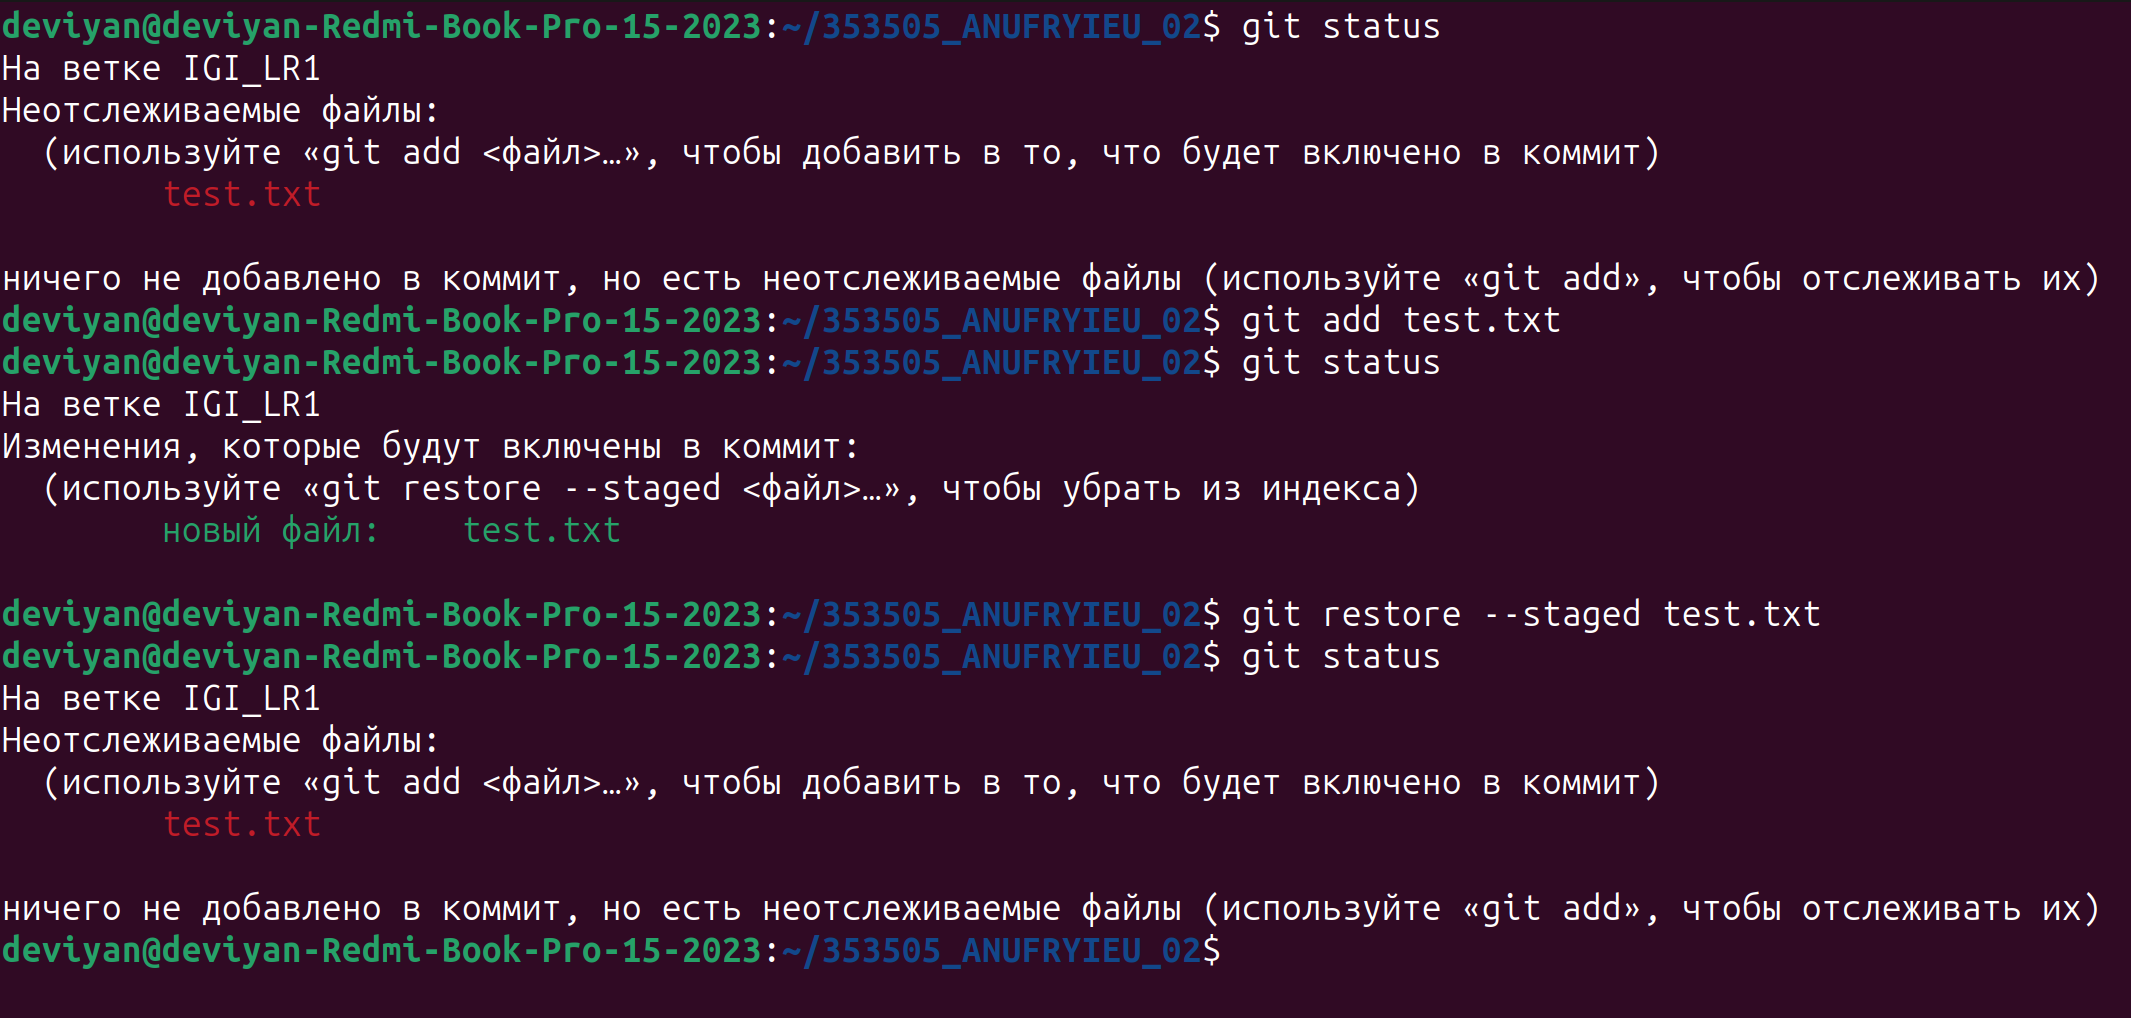 deviyan@deviyan-Redmi-Book-Pro-15-2023:~/353505_ANUFRYIEU_02$ git status
На ветке IGI_LR1
Неотслеживаемые файлы:
  (используйте «git add <файл>…», чтобы добавить в то, что будет включено в коммит)
        test.txt

ничего не добавлено в коммит, но есть неотслеживаемые файлы (используйте «git add», чтобы отслеживать их)
deviyan@deviyan-Redmi-Book-Pro-15-2023:~/353505_ANUFRYIEU_02$ git add test.txt
deviyan@deviyan-Redmi-Book-Pro-15-2023:~/353505_ANUFRYIEU_02$ git status
На ветке IGI_LR1
Изменения, которые будут включены в коммит:
  (используйте «git restore --staged <файл>…», чтобы убрать из индекса)
        новый файл:    test.txt

deviyan@deviyan-Redmi-Book-Pro-15-2023:~/353505_ANUFRYIEU_02$ git restore --staged test.txt
deviyan@deviyan-Redmi-Book-Pro-15-2023:~/353505_ANUFRYIEU_02$ git status
На ветке IGI_LR1
Неотслеживаемые файлы:
  (используйте «git add <файл>…», чтобы добавить в то, что будет включено в коммит)
        test.txt

ничего не добавлено в коммит, но есть неотслеживаемые файлы (используйте «git add», чтобы отслеживать их)
deviyan@deviyan-Redmi-Book-Pro-15-2023:~/353505_ANUFRYIEU_02$